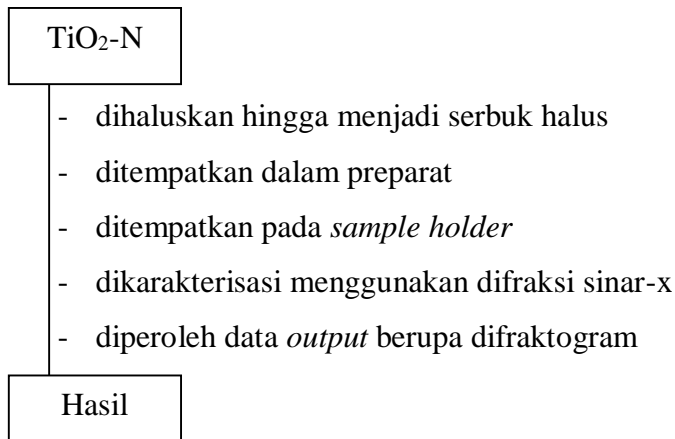 TiO₂-N
- dihaluskan hingga menjadi serbuk halus
- ditempatkan dalam preparat
- ditempatkan pada sample holder
- dikarakterisasi menggunakan difraksi sinar-x
- diperoleh data output berupa difraktogram
Hasil